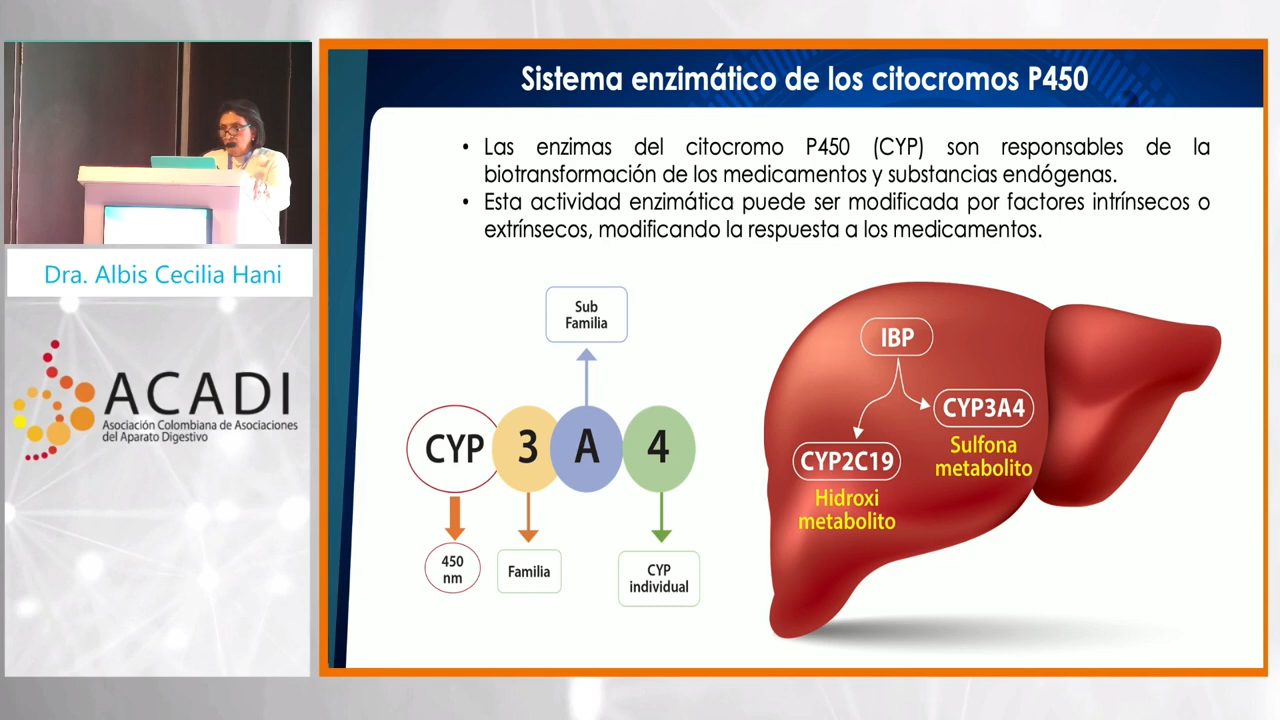 Sistema enzimático de los citocromos P450
• Las enzimas del citocromo P450 (CYP) son responsables de la
biotransformación de los medicamentos y substancias endógenas.
• Esta actividad enzimática puede ser modificada por factores intrínsecos o
extrínsecos, modificando la respuesta a los medicamentos.
Dra. Albis Cecilia Hani
ACADI
Asociación Colombiana de Asociaciones
del Aparato Digestivo
Sub
Familia
CYP 3 A 4
450
nm
Familia
CYP
individual
IBP
CYP3A4
Sulfona
metabolito
CYP2C19
Hidroxi
metabolito